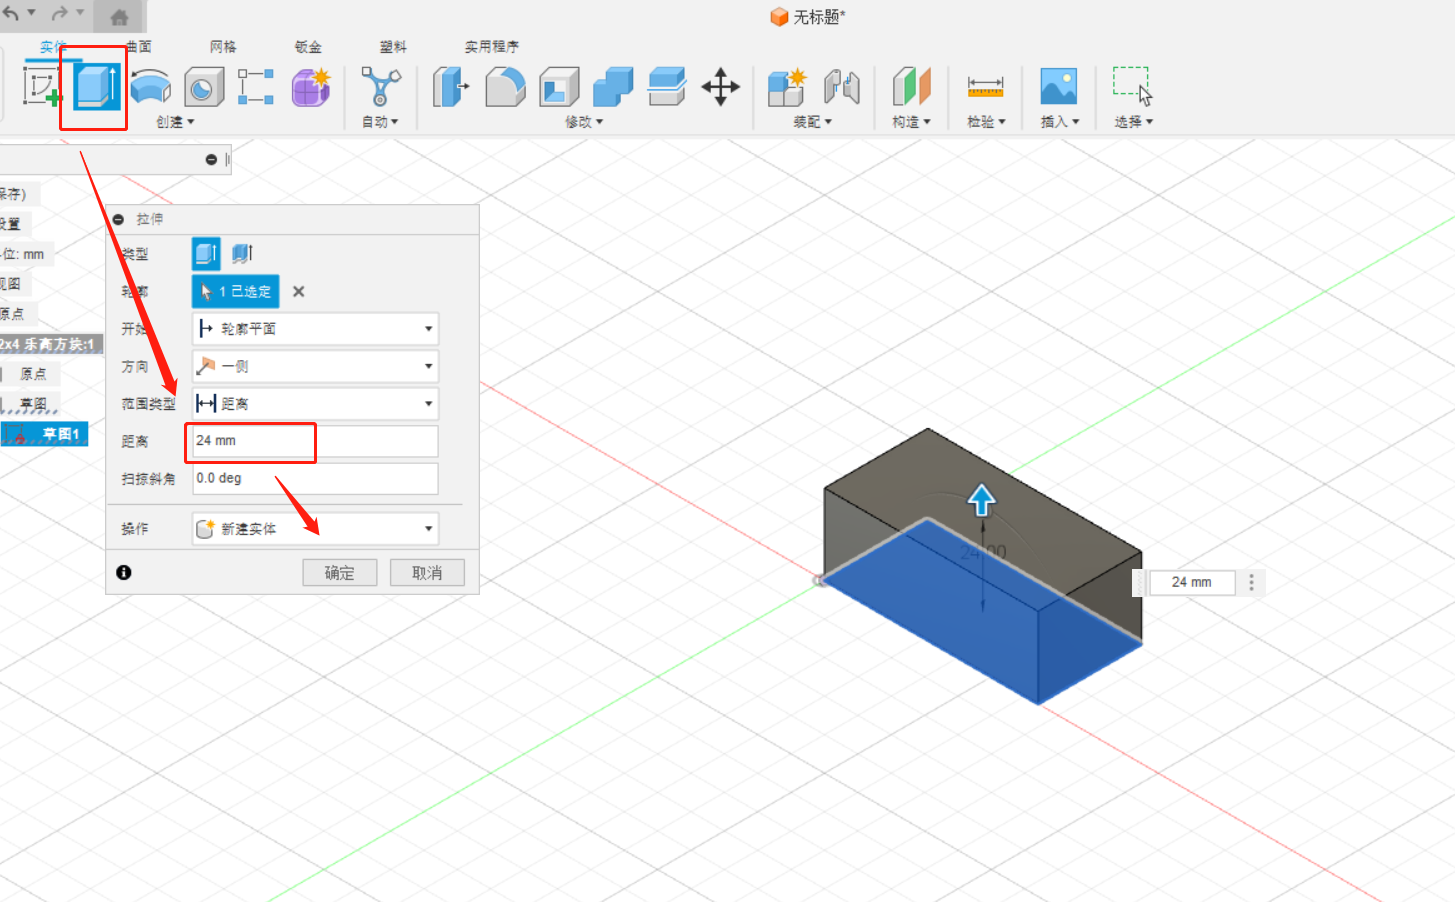 无标题*
实体 曲面 网格 钣金 塑料 实用程序
创建 自动 修改 装配 构造 检验 插入 选择
保存)
设置
位: mm
视图
原点
2x4 乐高方块:1
原点
草图
草图1
拉伸
类型
轮廓 1 已选定
开始 轮廓平面
方向 一侧
范围类型 距离
距离 24 mm
扫掠斜角 0.0 deg
操作 新建实体
确定 取消
24.00
24 mm